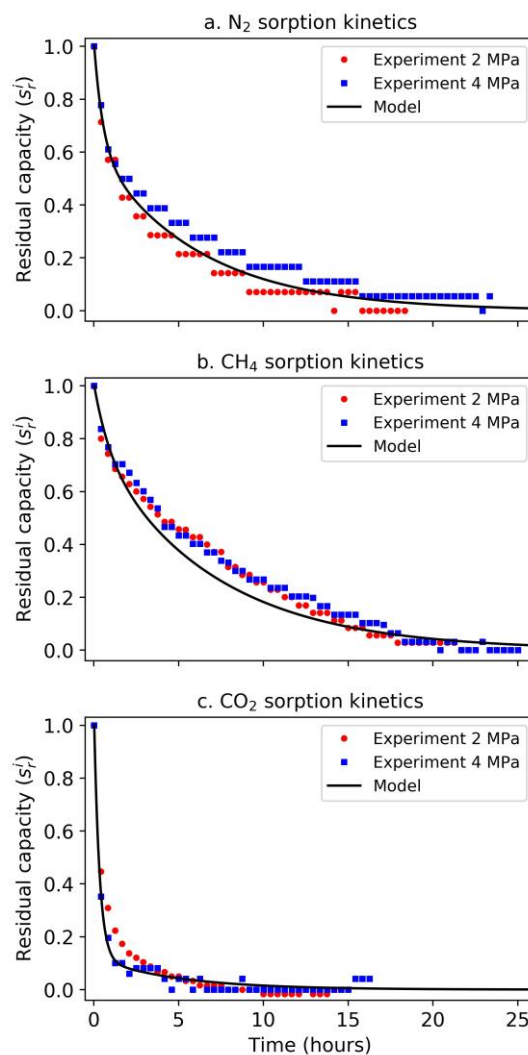 a. N₂ sorption kinetics
Residual capacity (sᵣⁱ)
1.0
0.8
0.6
0.4
0.2
0.0
Experiment 2 MPa
Experiment 4 MPa
Model
b. CH₄ sorption kinetics
Residual capacity (sᵣⁱ)
1.0
0.8
0.6
0.4
0.2
0.0
Experiment 2 MPa
Experiment 4 MPa
Model
c. CO₂ sorption kinetics
Residual capacity (sᵣⁱ)
1.0
0.8
0.6
0.4
0.2
0.0
Experiment 2 MPa
Experiment 4 MPa
Model
0 5 10 15 20 25
Time (hours)